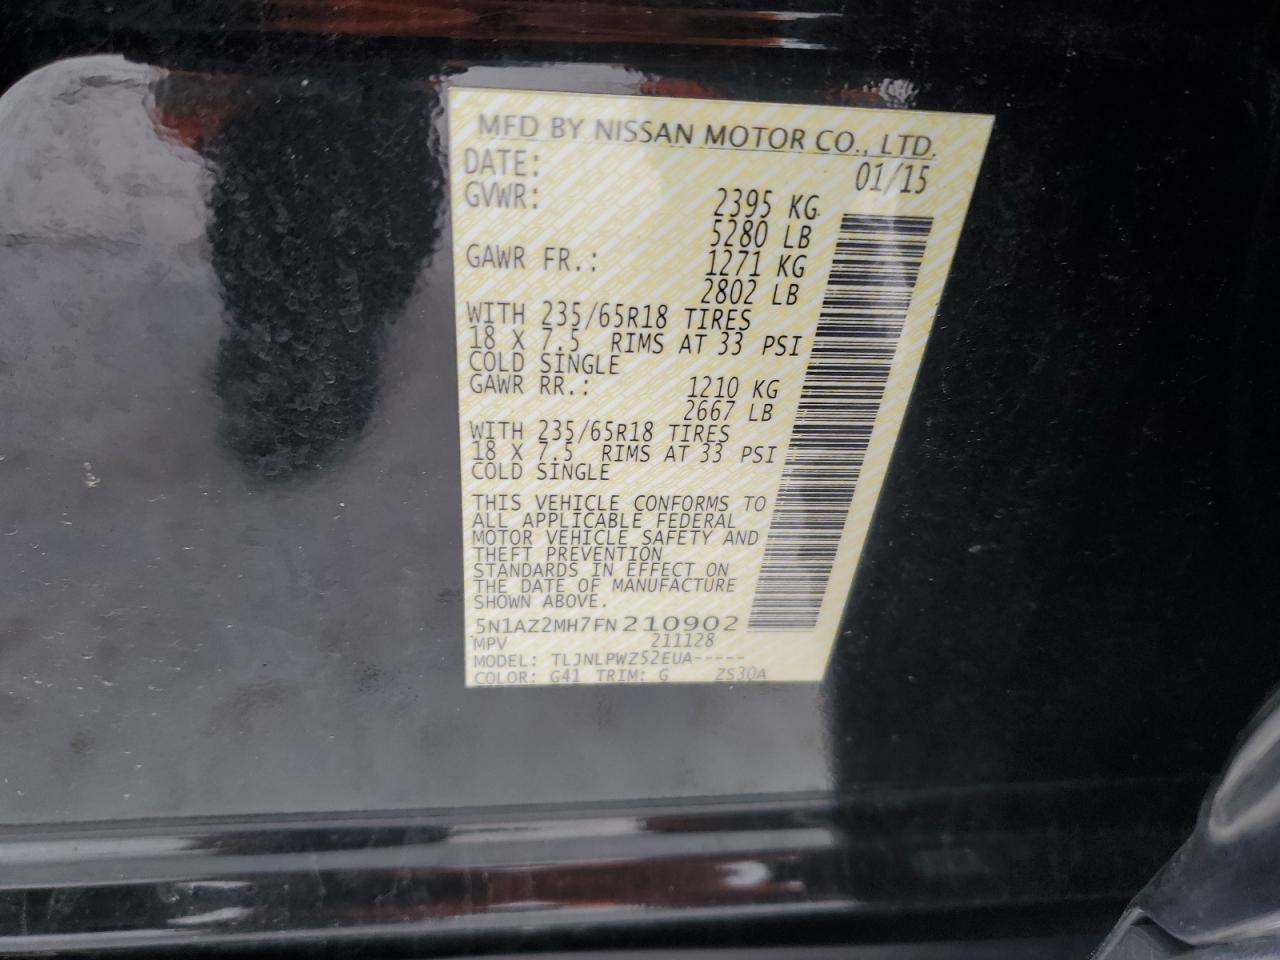 MFD BY NISSAN MOTOR CO., LTD.
DATE: 01/15
GVWR: 2395 KG
5280 LB
GAWR FR.: 1271 KG
2802 LB
WITH 235/65R18 TIRES
18 X 7.5 RIMS AT 33 PSI
COLD SINGLE
GAWR RR.: 1210 KG
2667 LB
WITH 235/65R18 TIRES
18 X 7.5 RIMS AT 33 PSI
COLD SINGLE
THIS VEHICLE CONFORMS TO
ALL APPLICABLE FEDERAL
MOTOR VEHICLE SAFETY AND
THEFT PREVENTION
STANDARDS IN EFFECT ON
THE DATE OF MANUFACTURE
SHOWN ABOVE.
5N1AZ2MH7FN210902
MPV 211128
MODEL: TLJNLPWZ52EUA-----
COLOR: G41 TRIM: G ZS30A